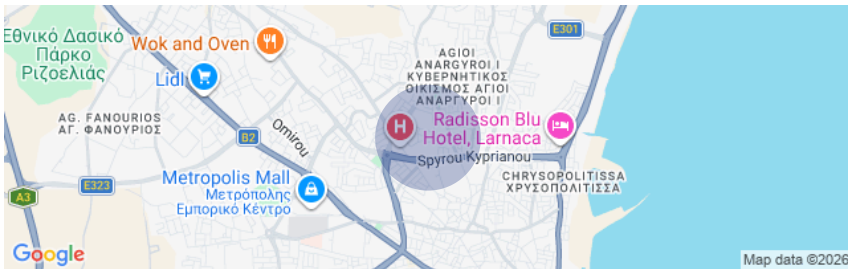 Εθνικό Δασικό
Πάρκο
Ριζοελιάς
Wok and Oven
Lidl
AGIOI
ANARGYROI I
ΚΥΒΕΡΝΗΤΙΚΟΣ
ΟΙΚΙΣΜΟΣ ΑΓΙΟΙ
ΑΝΑΡΓΥΡΟΙ Ι
E301
AG. FANOURIOS
ΑΓ. ΦΑΝΟΥΡΙΟΣ
B2
Omirou
H
Radisson Blu
Hotel, Larnaca
Spyrou Kyprianou
CHRYSOPOLITISSA
ΧΡΥΣΟΠΟΛΙΤΙΣΣΑ
A3
E323
Metropolis Mall
Μετρόπολης
Εμπορικό Κέντρο
Google
Map data ©2026